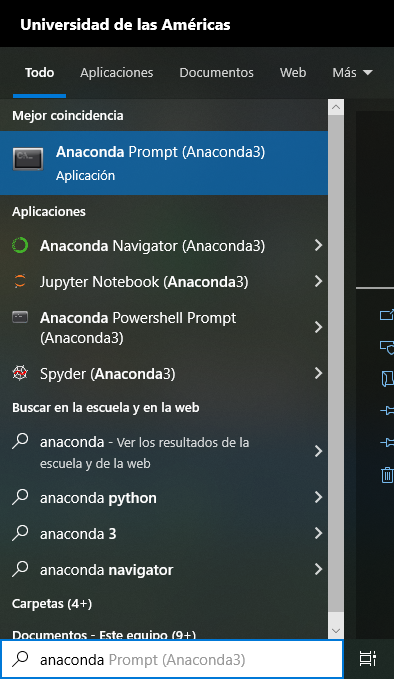 Universidad de las Américas
Todo Aplicaciones Documentos Web Más
Mejor coincidencia
Anaconda Prompt (Anaconda3)
Aplicación
Aplicaciones
Anaconda Navigator (Anaconda3)
Jupyter Notebook (Anaconda3)
Anaconda Powershell Prompt
(Anaconda3)
Spyder (Anaconda3)
Buscar en la escuela y en la web
anaconda - Ver los resultados de la
escuela y de la web
anaconda python
anaconda 3
anaconda navigator
Carpetas (4+)
Documentos - Este equipo (9+)
anaconda Prompt (Anaconda3)